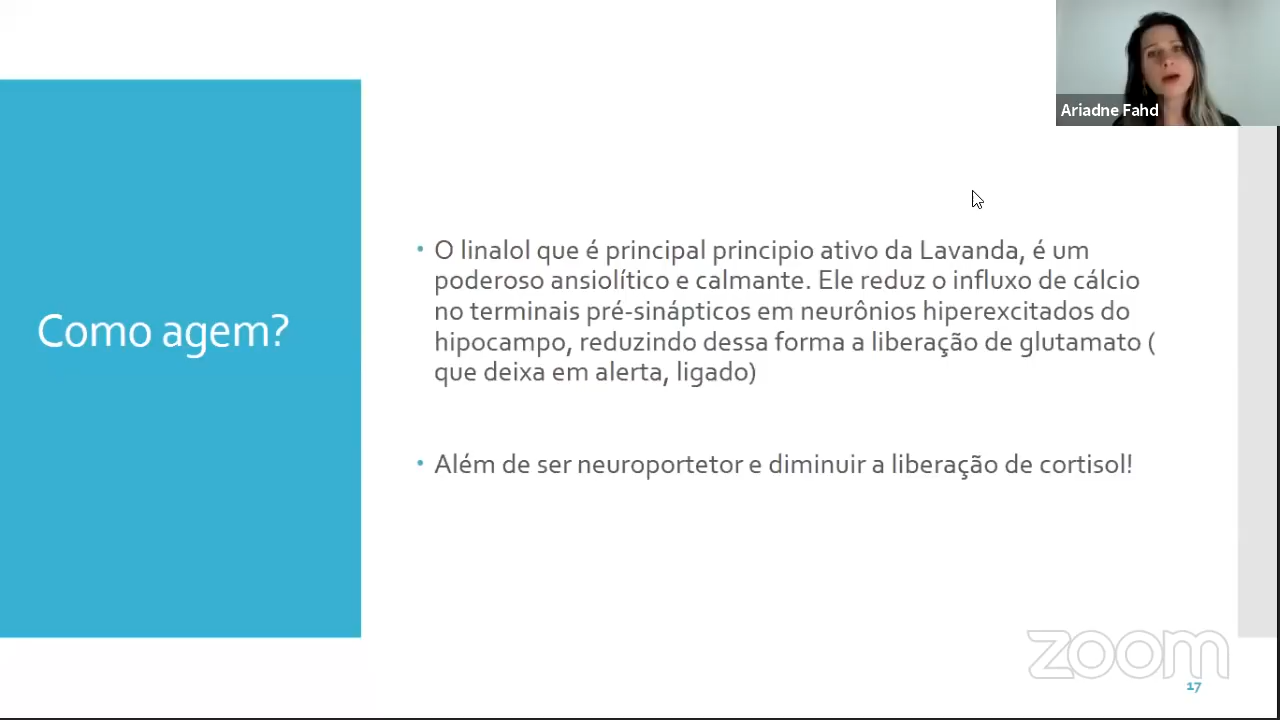 Ariadne Fahd
Como agem?
• O linalol que é principal principio ativo da Lavanda, é um
poderoso ansiolítico e calmante. Ele reduz o influxo de cálcio
no terminais pré-sinápticos em neurônios hiperexcitados do
hipocampo, reduzindo dessa forma a liberação de glutamato (
que deixa em alerta, ligado)
• Além de ser neuroportetor e diminuir a liberação de cortisol!
zoom
17